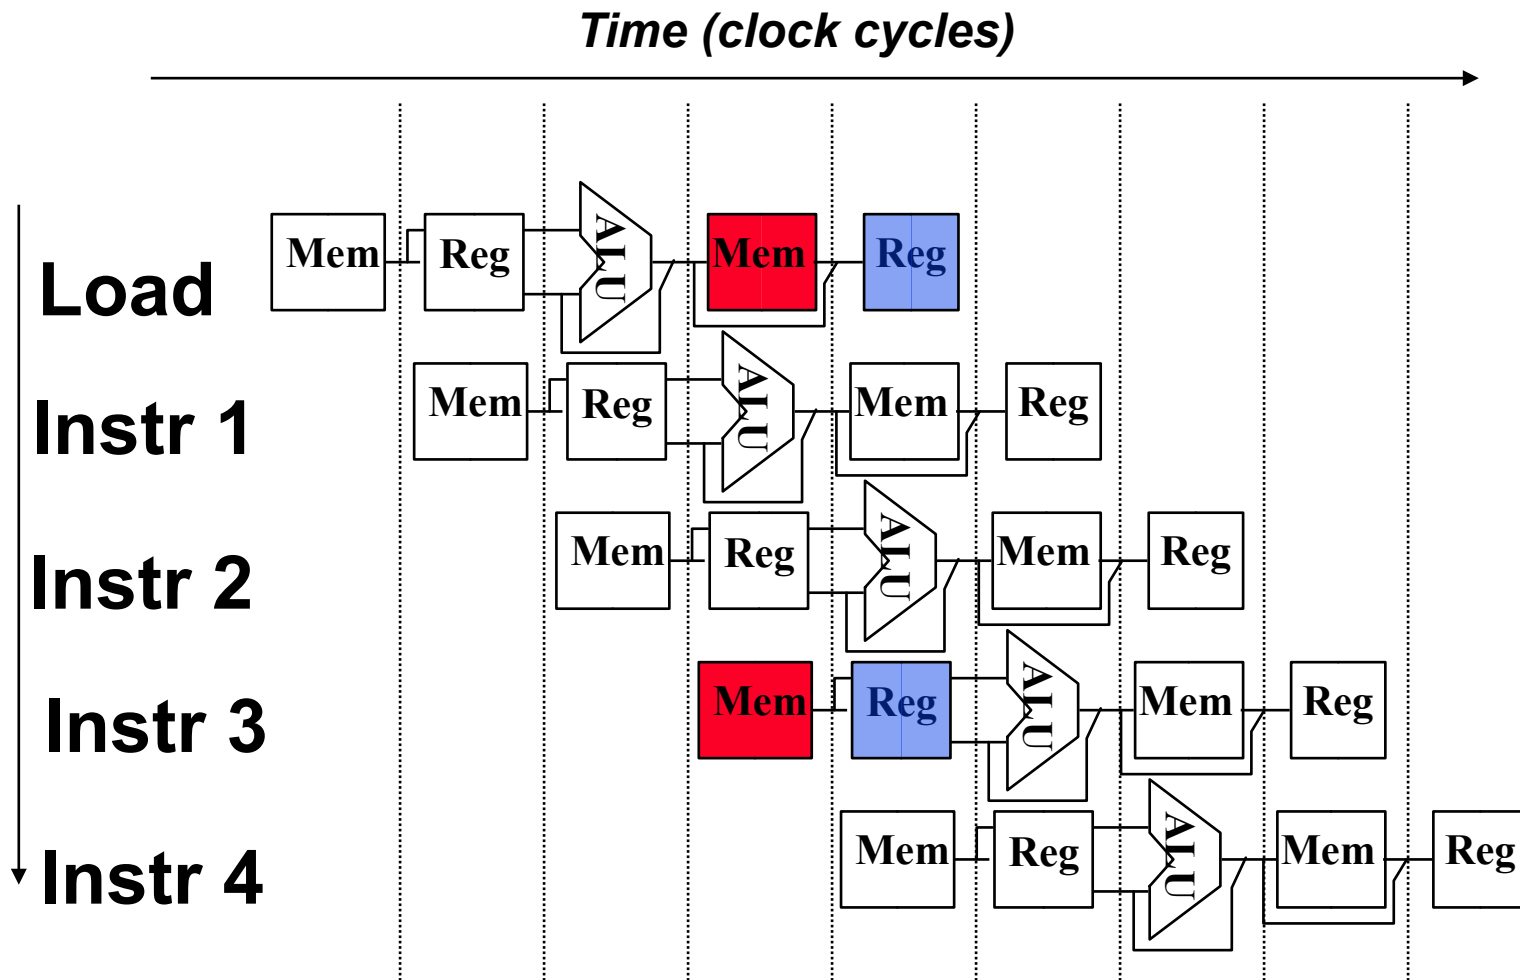 Time (clock cycles)
Load Mem Reg ALU Mem Reg
Instr 1 Mem Reg ALU Mem Reg
Instr 2 Mem Reg ALU Mem Reg
Instr 3 Mem Reg ALU Mem Reg
Instr 4 Mem Reg ALU Mem Reg